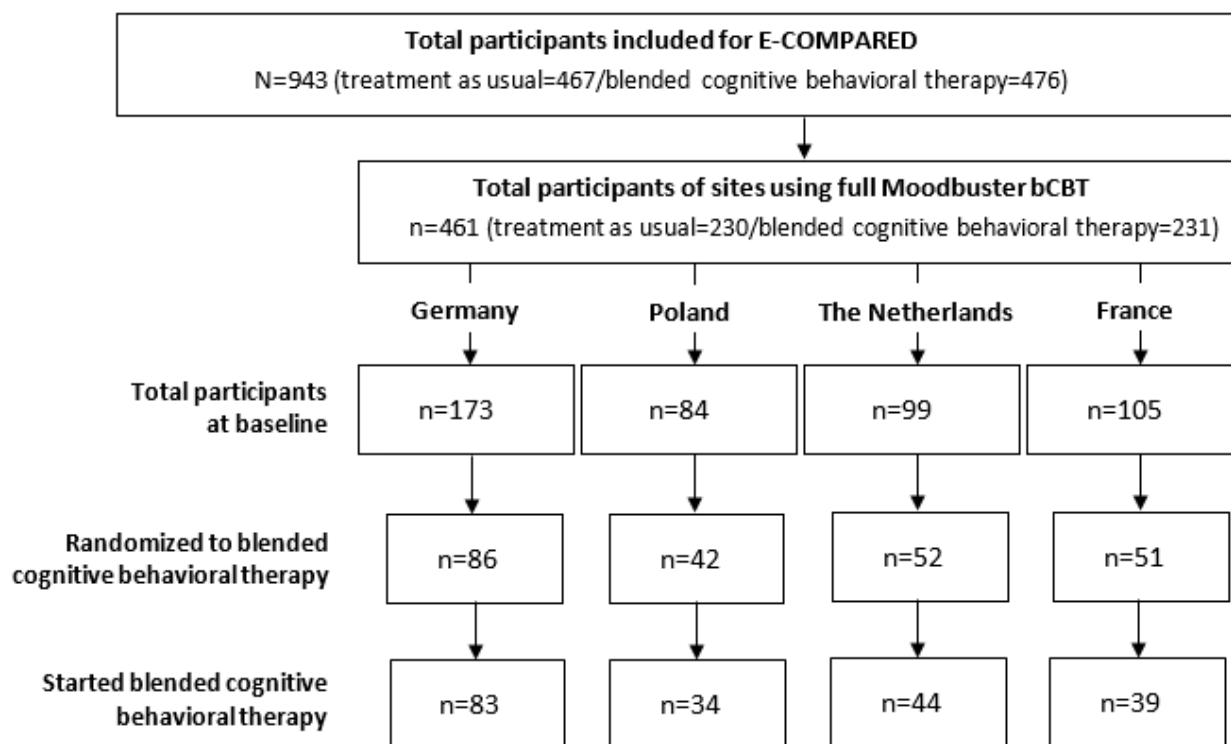 Total participants included for E-COMPARED
N=943 (treatment as usual=467/blended cognitive behavioral therapy=476)
Total participants of sites using full Moodbuster bCBT
n=461 (treatment as usual=230/blended cognitive behavioral therapy=231)
Germany
Poland
The Netherlands
France
Total participants
at baseline
n=173
n=84
n=99
n=105
Randomized to blended
cognitive behavioral therapy
n=86
n=42
n=52
n=51
Started blended cognitive
behavioral therapy
n=83
n=34
n=44
n=39